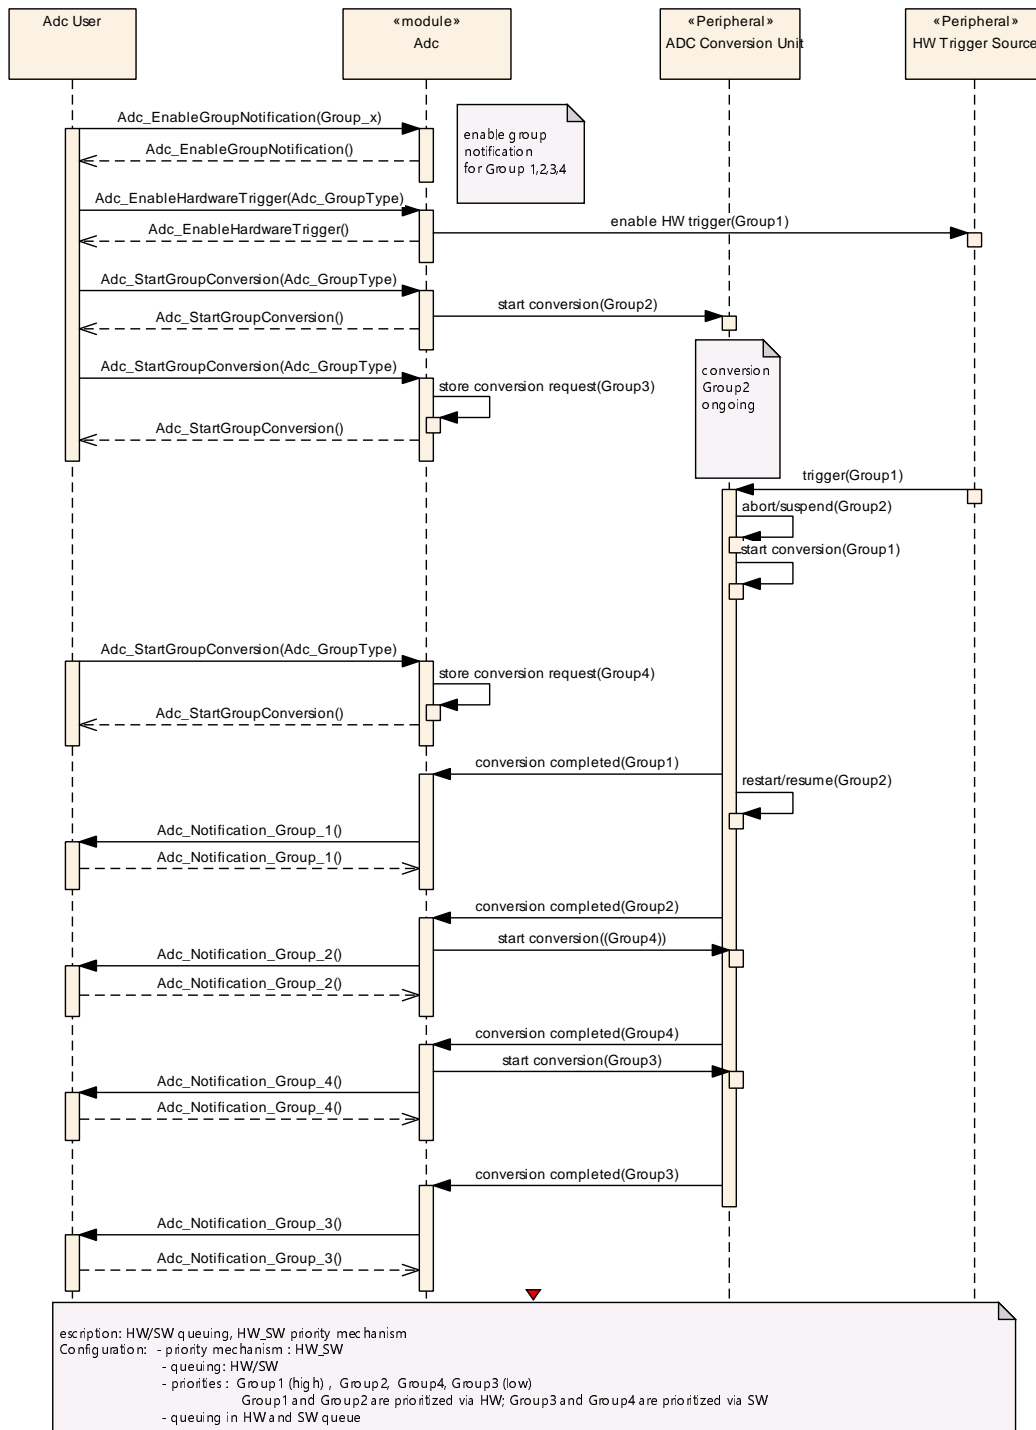 Adc User
«module»
Adc
«Peripheral»
ADC Conversion Unit
«Peripheral»
HW Trigger Source
Adc_EnableGroupNotification(Group_x)
enable group
notification
for Group 1,2,3,4
Adc_EnableGroupNotification()
Adc_EnableHardwareTrigger(Adc_GroupType)
enable HW trigger(Group1)
Adc_EnableHardwareTrigger()
Adc_StartGroupConversion(Adc_GroupType)
start conversion(Group2)
Adc_StartGroupConversion()
conversion
Group2
ongoing
Adc_StartGroupConversion(Adc_GroupType)
store conversion request(Group3)
Adc_StartGroupConversion()
trigger(Group1)
abort/suspend(Group2)
start conversion(Group1)
Adc_StartGroupConversion(Adc_GroupType)
store conversion request(Group4)
Adc_StartGroupConversion()
conversion completed(Group1)
restart/resume(Group2)
Adc_Notification_Group_1()
Adc_Notification_Group_1()
conversion completed(Group2)
start conversion((Group4))
Adc_Notification_Group_2()
Adc_Notification_Group_2()
conversion completed(Group4)
start conversion(Group3)
Adc_Notification_Group_4()
Adc_Notification_Group_4()
conversion completed(Group3)
Adc_Notification_Group_3()
Adc_Notification_Group_3()
escription: HW/SW queuing, HW_SW priority mechanism
Configuration: - priority mechanism : HW_SW
- queuing: HW/SW
- priorities : Group1 (high) , Group2, Group4, Group3 (low)
Group1 and Group2 are prioritized via HW; Group3 and Group4 are prioritized via SW
- queuing in HW and SW queue